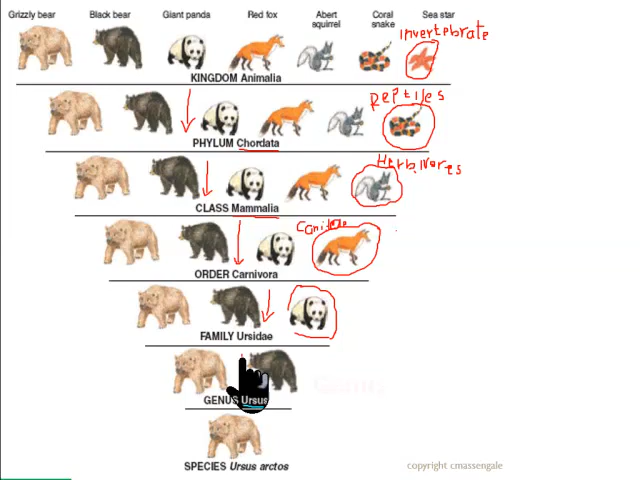 Grizzly bear Black bear Giant panda Red fox Abert squirrel Coral snake Sea star
Invertebrate
KINGDOM Animalia
Reptiles
PHYLUM Chordata
Herbivores
CLASS Mammalia
ORDER Carnivora
FAMILY Ursidae
GENUS Ursus
SPECIES Ursus arctos
copyright cmassengale